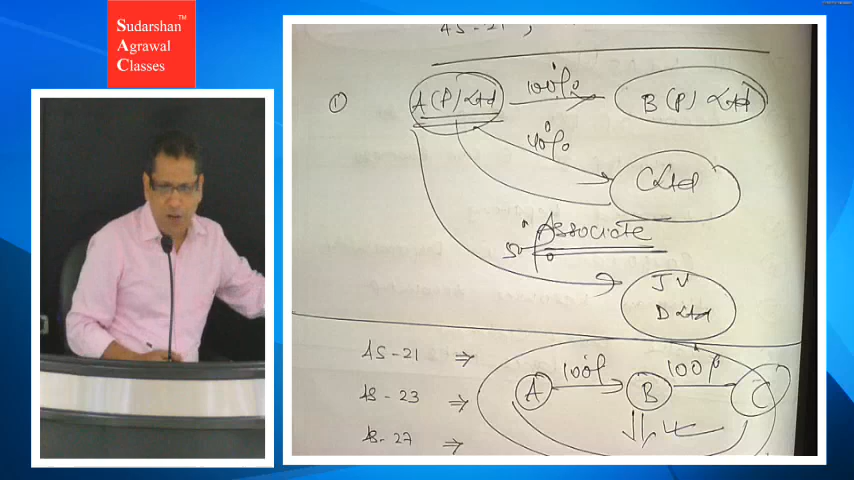 Sudarshan™
Agrawal
Classes
AS-21,
① A (P) Ltd 100% B (P) Ltd
40%
C Ltd
Associate
50%
JV
D Ltd
AS-21 ⇒
A 100% B 100% C
AS-23 ⇒
AS-27 ⇒